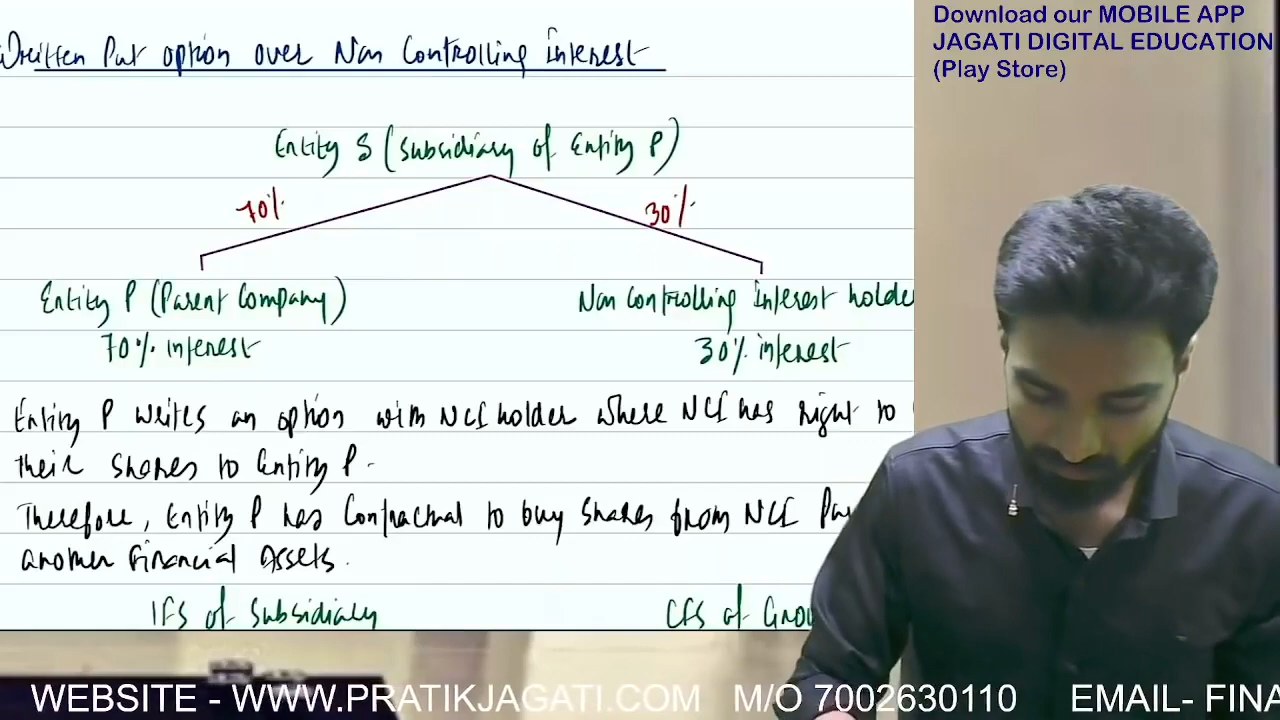 Written Put option over Non Controlling Interest
Entity S (Subsidiary of Entity P)
70%
30%
Entity P (Parent Company)
Non Controlling Interest holde
70% interest
30% interest
Entity P writes an option with NCI holder where NCI has right to
their shares to Entity P.
Therefore, Entity P has Contractual to buy shares from NCI
another Financial Assets.
IFS of Subsidiary
CFS of Grou
Download our MOBILE APP
JAGATI DIGITAL EDUCATION
(Play Store)
WEBSITE - WWW.PRATIKJAGATI.COM M/O 7002630110 EMAIL- FINA